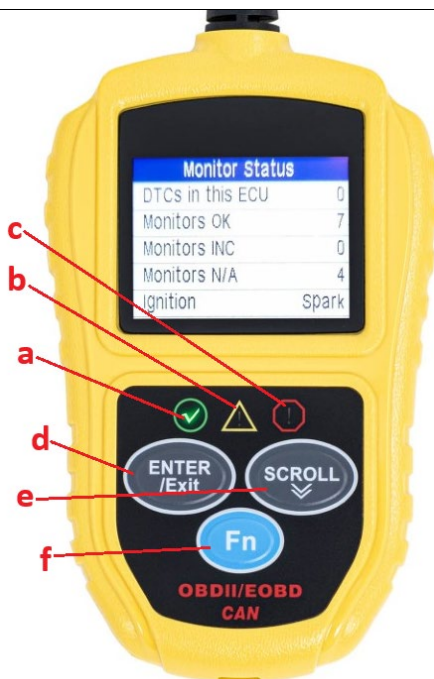 Monitor Status
DTCs in this ECU 0
Monitors OK 7
Monitors INC 0
Monitors N/A 4
Ignition Spark
c
b
a
d
ENTER
/Exit
SCROLL
e
f
Fn
OBDII/EOBD
CAN